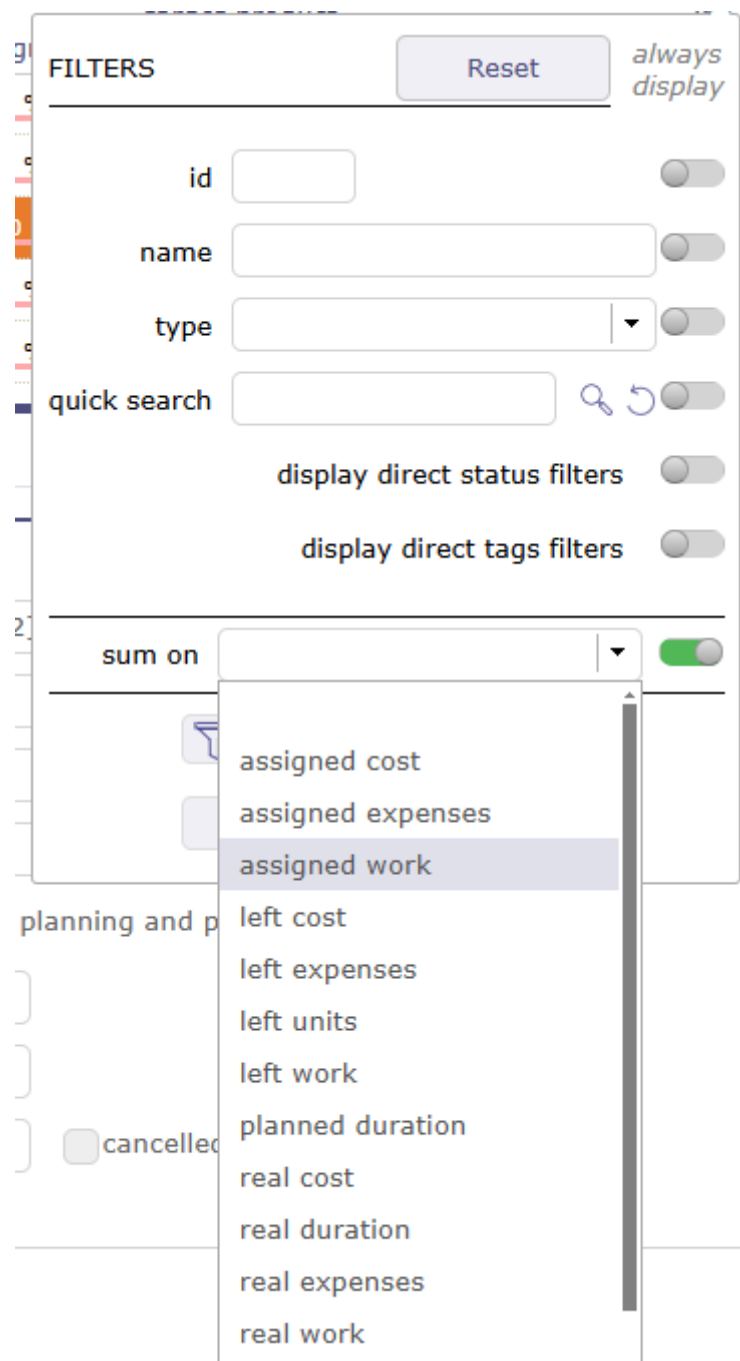 FILTERS
Reset
always
display
id
name
type
quick search
display direct status filters
display direct tags filters
sum on
assigned cost
assigned expenses
assigned work
left cost
planning and p
left expenses
left units
left work
planned duration
cancelled
real cost
real duration
real expenses
real work